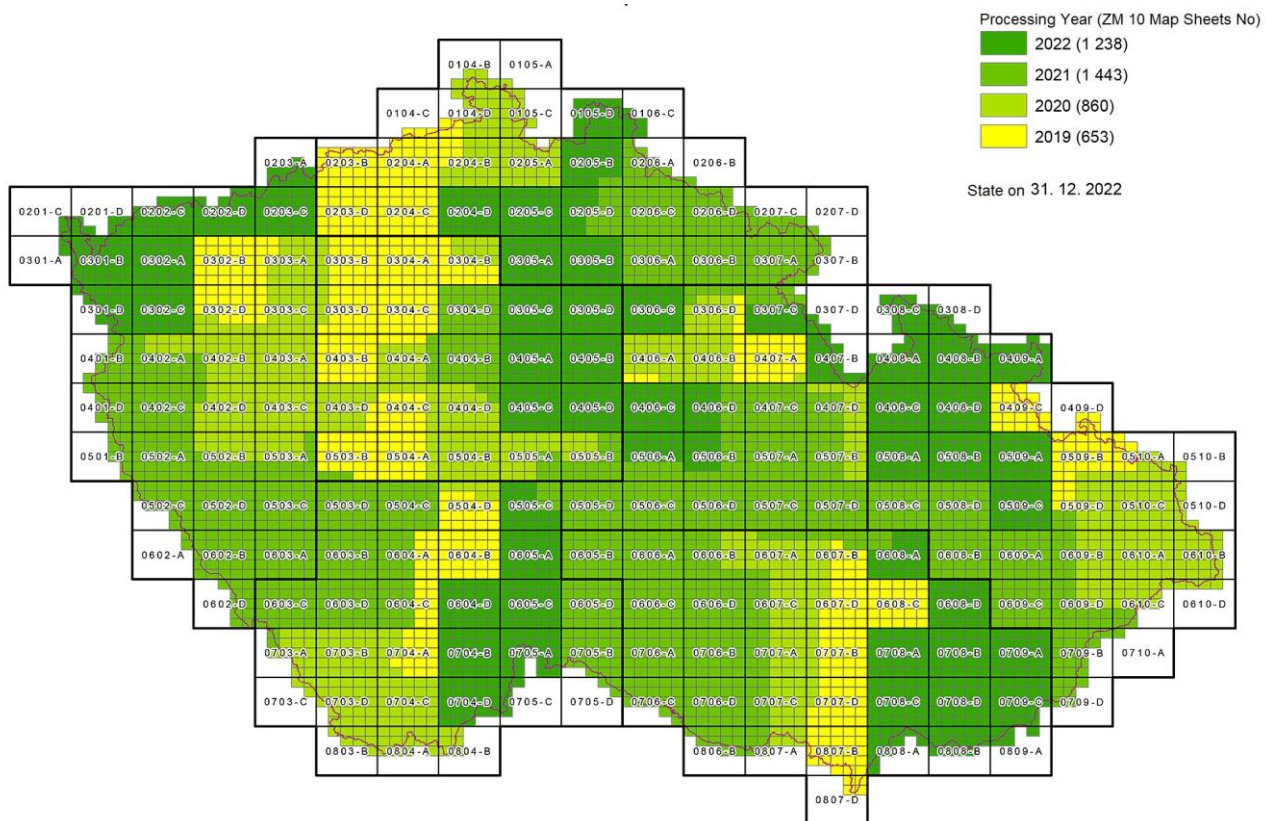 Processing Year (ZM 10 Map Sheets No)
2022 (1 238)
2021 (1 443)
2020 (860)
2019 (653)
State on 31. 12. 2022
0104-B 0105-A
0104-C 0104-D 0105-C 0105-D 0106-C
0203-A 0203-B 0204-A 0204-B 0205-A 0205-B 0206-A 0206-B
0201-C 0201-D 0202-C 0202-D 0203-C 0203-D 0204-C 0204-D 0205-C 0205-D 0206-C 0206-D 0207-C 0207-D
0301-A 0301-B 0302-A 0302-B 0303-A 0303-B 0304-A 0304-B 0305-A 0305-B 0306-A 0306-B 0307-A 0307-B
0301-D 0302-C 0302-D 0303-C 0303-D 0304-C 0304-D 0305-C 0305-D 0306-C 0306-D 0307-C 0307-D 0308-C 0308-D
0401-B 0402-A 0402-B 0403-A 0403-B 0404-A 0404-B 0405-A 0405-B 0406-A 0406-B 0407-A 0407-B 0408-A 0408-B 0409-A
0401-D 0402-C 0402-D 0403-C 0403-D 0404-C 0404-D 0405-C 0405-D 0406-C 0406-D 0407-C 0407-D 0408-C 0408-D 0409-C 0409-D
0501-B 0502-A 0502-B 0503-A 0503-B 0504-A 0504-B 0505-A 0505-B 0506-A 0506-B 0507-A 0507-B 0508-A 0508-B 0509-A 0509-B 0510-A 0510-B
0502-C 0502-D 0503-C 0503-D 0504-C 0504-D 0505-C 0505-D 0506-C 0506-D 0507-C 0507-D 0508-C 0508-D 0509-C 0509-D 0510-C 0510-D
0602-A 0602-B 0603-A 0603-B 0604-A 0604-B 0605-A 0605-B 0606-A 0606-B 0607-A 0607-B 0608-A 0608-B 0609-A 0609-B 0610-A 0610-B
0602-D 0603-C 0603-D 0604-C 0604-D 0605-C 0605-D 0606-C 0606-D 0607-C 0607-D 0608-C 0608-D 0609-C 0609-D 0610-C 0610-D
0703-A 0703-B 0704-A 0704-B 0705-A 0705-B 0706-A 0706-B 0707-A 0707-B 0708-A 0708-B 0709-A 0709-B 0710-A
0703-C 0703-D 0704-C 0704-D 0705-C 0705-D 0706-C 0706-D 0707-C 0707-D 0708-C 0708-D 0709-C 0709-D
0803-B 0804-A 0804-B 0806-B 0807-A 0807-B 0808-A 0808-B 0809-A
0807-D